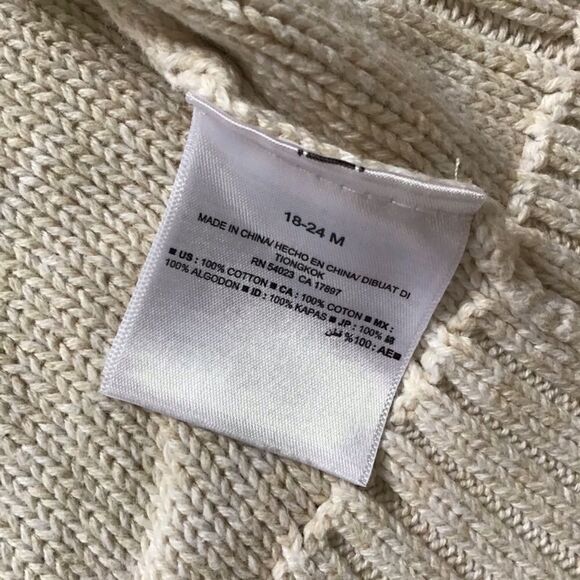 18-24 M
MADE IN CHINA/ HECHO EN CHINA/ DIBUAT DI
TIONGKOK
RN 54023 CA 17897
■ US : 100% COTTON ■ CA : 100% COTON ■ MX :
100% ALGODON ■ ID : 100% KAPAS ■ JP : 100% 綿
■AE : 100% قطن